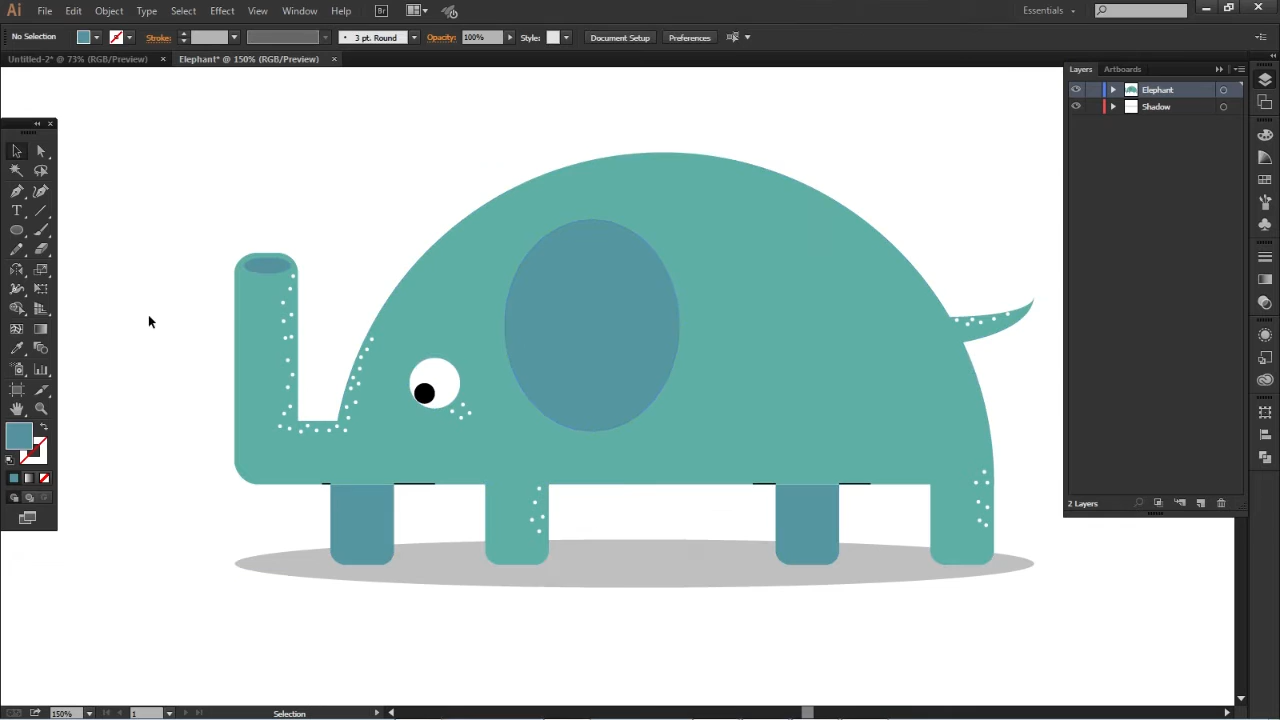 Ai File Edit Object Type Select Effect View Window Help Br Essentials
No Selection Stroke: 3 pt. Round Opacity: 100% Style: Document Setup Preferences
Untitled-2* @ 73% (RGB/Preview) × Elephant* @ 150% (RGB/Preview) ×
Layers Artboards
Elephant
Shadow
2 Layers
150% 1 Selection